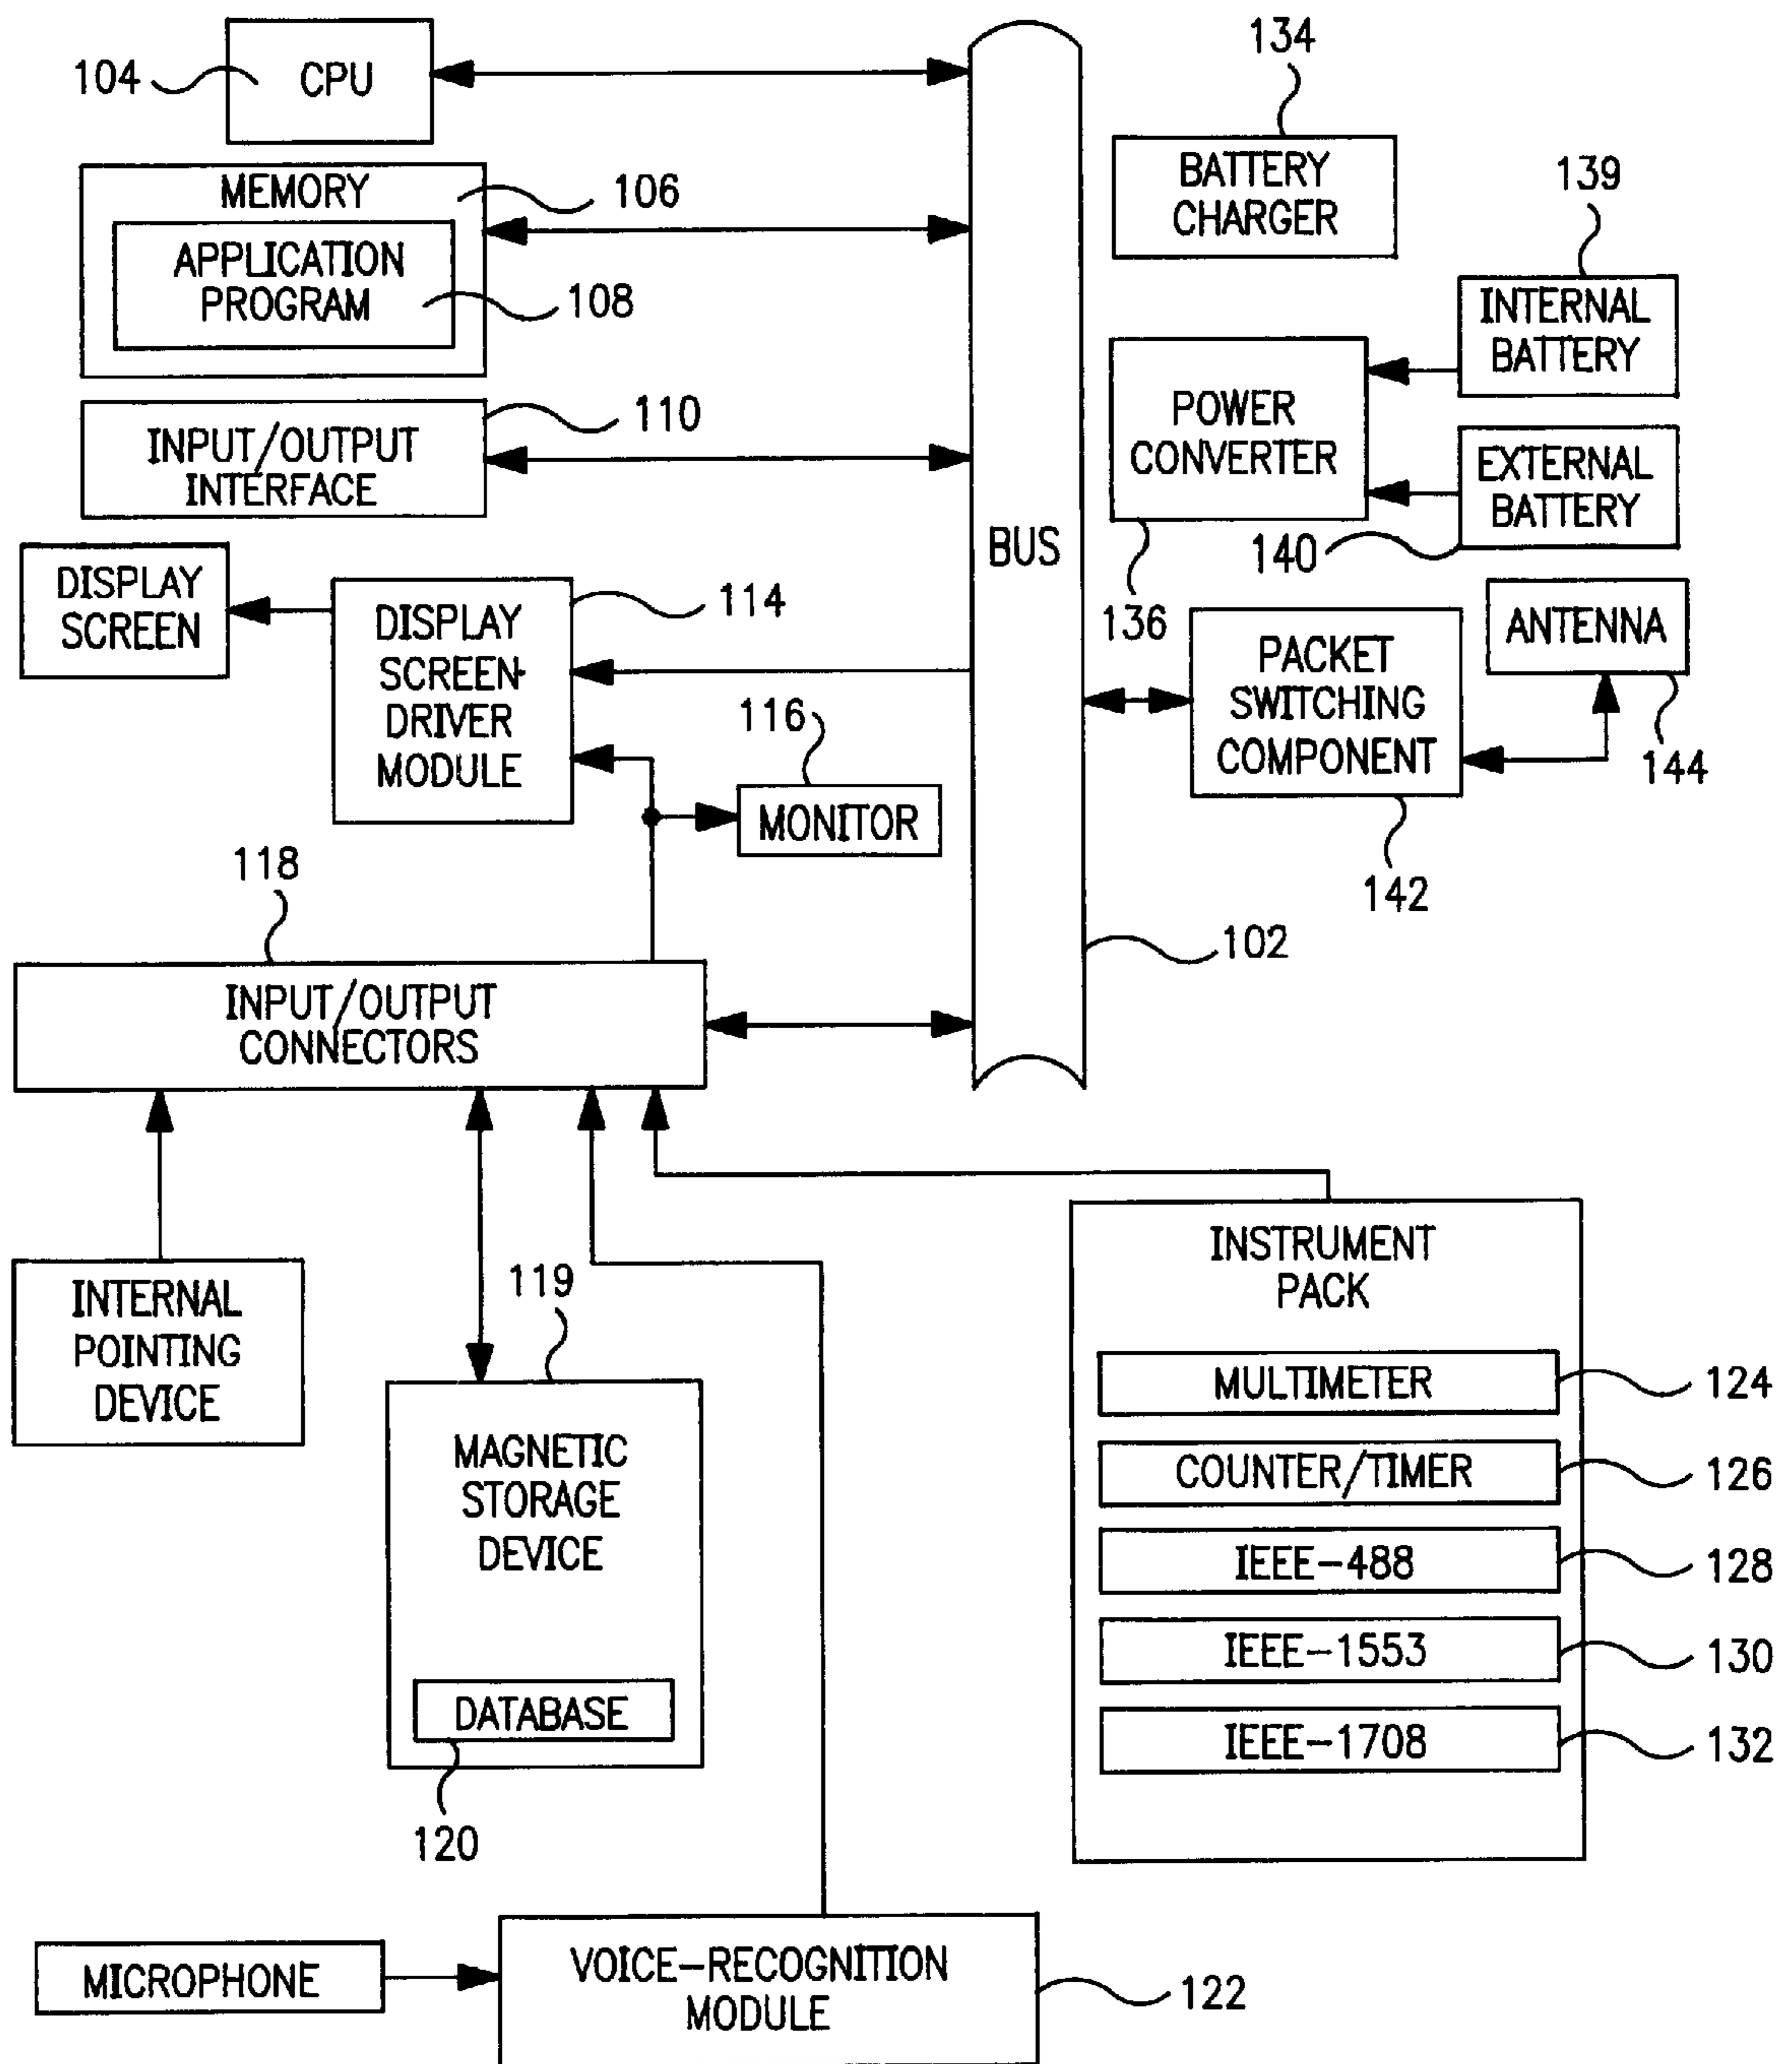 104
CPU
MEMORY
106
APPLICATION
PROGRAM
108
INPUT/OUTPUT
INTERFACE
110
DISPLAY
SCREEN
DISPLAY
SCREEN-
DRIVER
MODULE
114
116
MONITOR
118
INPUT/OUTPUT
CONNECTORS
BUS
102
134
BATTERY
CHARGER
139
INTERNAL
BATTERY
POWER
CONVERTER
136
EXTERNAL
BATTERY
140
PACKET
SWITCHING
COMPONENT
142
ANTENNA
144
INTERNAL
POINTING
DEVICE
119
MAGNETIC
STORAGE
DEVICE
DATABASE
120
INSTRUMENT
PACK
MULTIMETER
124
COUNTER/TIMER
126
IEEE-488
128
IEEE-1553
130
IEEE-1708
132
MICROPHONE
VOICE-RECOGNITION
MODULE
122